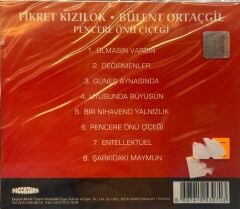 FİKRET KIZILOK • BÜLENT ORTAÇGİL
PENCERE ÖNÜ ÇİÇEĞİ
1. OLMASIN VARSIN
2. DEĞİRMENLER
3. GÜNEŞ AYNASINDA
4. UYUSUNDA BÜYÜSÜN
5. BİR NİHAVEND YALNIZLIK
6. PENCERE ÖNÜ ÇİÇEĞİ
7. ENTELLEKTÜEL
8. ŞARKIDAKİ MAYMUN
PICCATURA